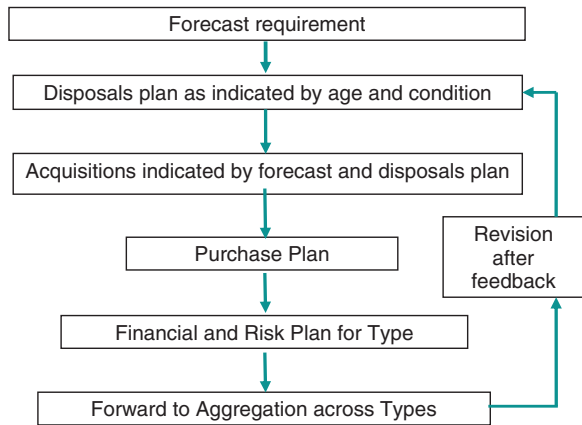 Forecast requirement
Disposals plan as indicated by age and condition
Acquisitions indicated by forecast and disposals plan
Purchase Plan
Revision
after
feedback
Financial and Risk Plan for Type
Forward to Aggregation across Types